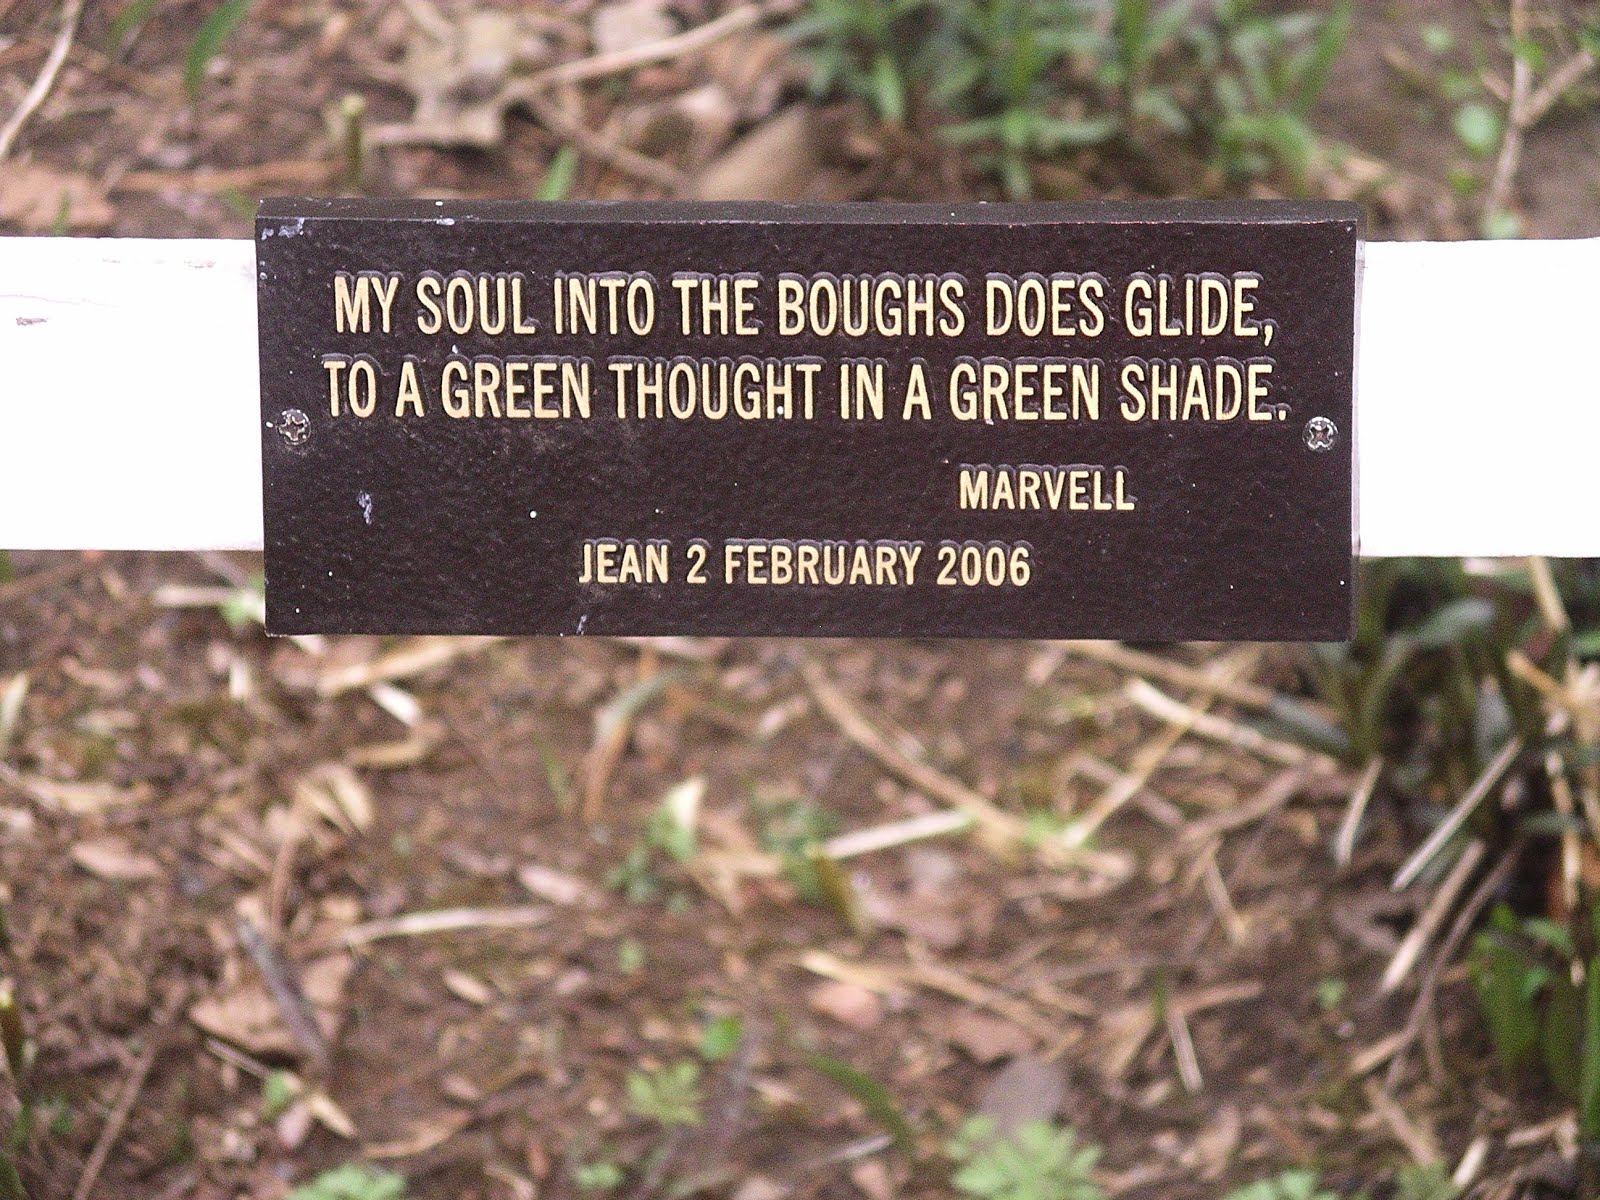 MY SOUL INTO THE BOUGHS DOES GLIDE,
TO A GREEN THOUGHT IN A GREEN SHADE.
MARVELL
JEAN 2 FEBRUARY 2006